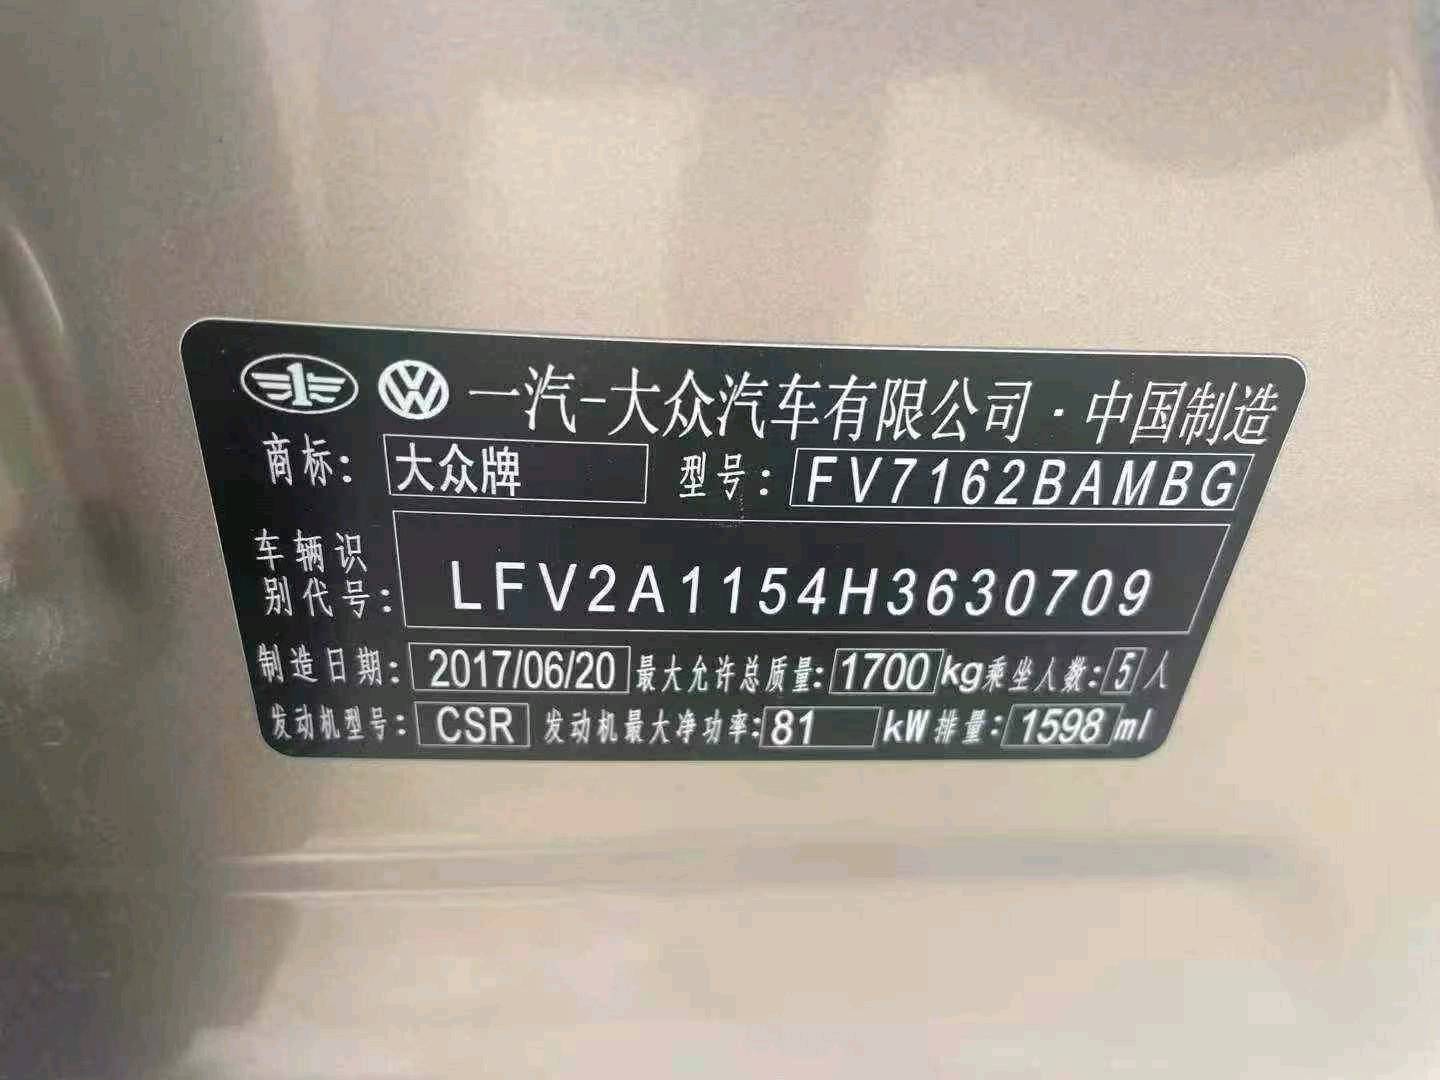 一汽-大众汽车有限公司·中国制造
商标: 大众牌 型号: FV7162BAMBG
车辆识
别代号: LFV2A1154H3630709
制造日期: 2017/06/20 最大允许总质量: 1700 kg 乘坐人数: 5 人
发动机型号: CSR 发动机最大净功率: 81 kW 排量: 1598 ml